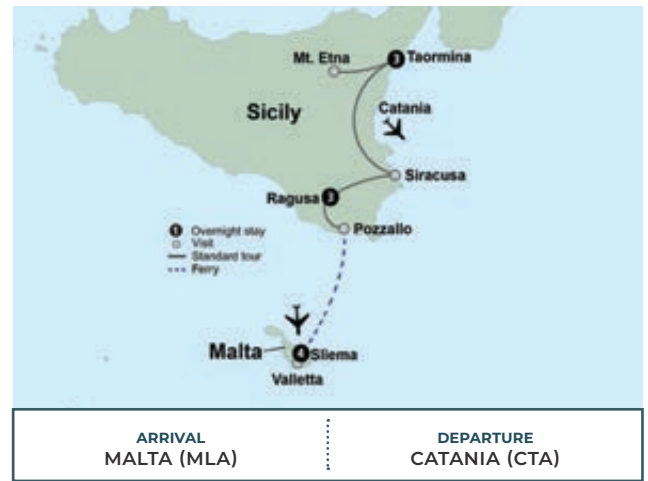 Mt. Etna
3 Taormina
Sicily
Catania
Siracusa
Ragusa 3
Pozzallo
1 Overnight stay
Visit
Standard tour
Ferry
Malta
4 Sliema
Valletta
ARRIVAL
MALTA (MLA)
DEPARTURE
CATANIA (CTA)